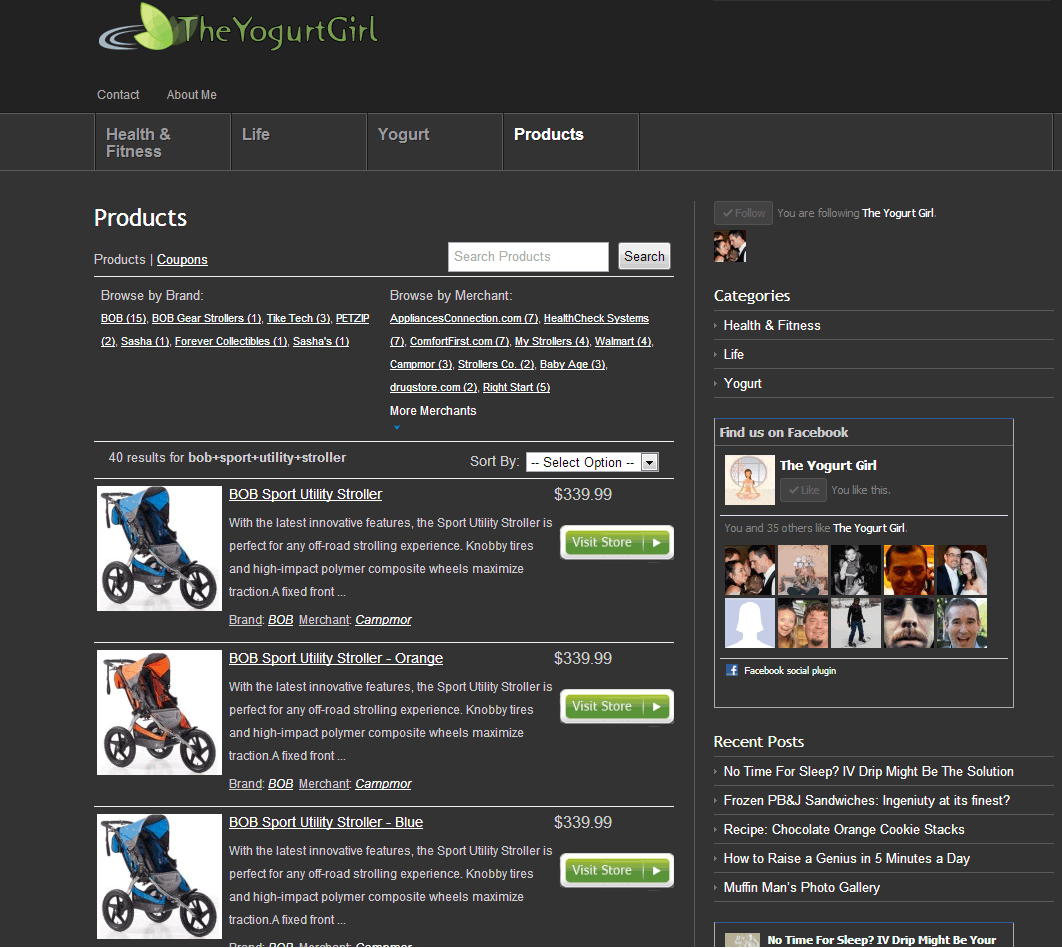 TheYogurtGirl
Contact About Me
Health & Fitness
Life
Yogurt
Products
Products
Products | Coupons
Search Products
Search
Browse by Brand:
BOB (15), BOB Gear Strollers (1), Tike Tech (3), PETZIP
(2), Sasha (1), Forever Collectibles (1), Sasha's (1)
Browse by Merchant:
AppliancesConnection.com (7), HealthCheck Systems
(7), ComfortFirst.com (7), My Strollers (4), Walmart (4),
Campmor (3), Strollers Co. (2), Baby Age (3),
drugstore.com (2), Right Start (5)
More Merchants
40 results for bob+sport+utility+stroller
Sort By: -- Select Option --
BOB Sport Utility Stroller
$339.99
With the latest innovative features, the Sport Utility Stroller is
perfect for any off-road strolling experience. Knobby tires
and high-impact polymer composite wheels maximize
traction.A fixed front ...
Visit Store
Brand: BOB Merchant: Campmor
BOB Sport Utility Stroller - Orange
$339.99
With the latest innovative features, the Sport Utility Stroller is
perfect for any off-road strolling experience. Knobby tires
and high-impact polymer composite wheels maximize
traction.A fixed front ...
Visit Store
Brand: BOB Merchant: Campmor
BOB Sport Utility Stroller - Blue
$339.99
With the latest innovative features, the Sport Utility Stroller is
perfect for any off-road strolling experience. Knobby tires
and high-impact polymer composite wheels maximize
traction.A fixed front ...
Visit Store
Brand: BOB Merchant: Campmor
Follow You are following The Yogurt Girl.
Categories
Health & Fitness
Life
Yogurt
Find us on Facebook
The Yogurt Girl
Like You like this.
You and 35 others like The Yogurt Girl.
Facebook social plugin
Recent Posts
No Time For Sleep? IV Drip Might Be The Solution
Frozen PB&J Sandwiches: Ingeniuty at its finest?
Recipe: Chocolate Orange Cookie Stacks
How to Raise a Genius in 5 Minutes a Day
Muffin Man's Photo Gallery
No Time For Sleep? IV Drip Might Be Your